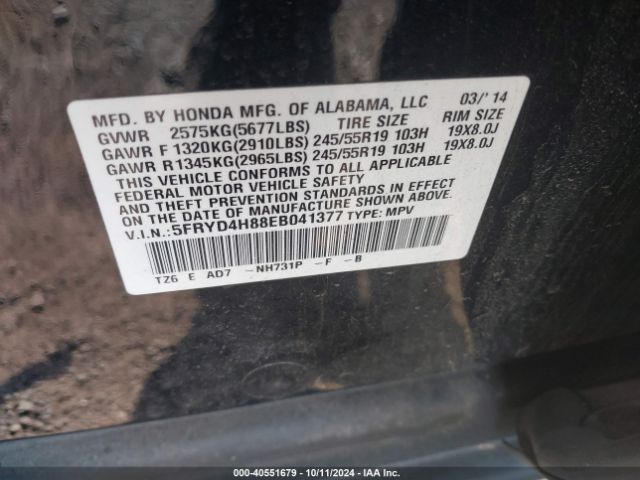 MFD. BY HONDA MFG. OF ALABAMA, LLC 03/'14
GVWR 2575KG(5677LBS) TIRE SIZE RIM SIZE
GAWR F 1320KG(2910LBS) 245/55R19 103H 19X8.0J
GAWR R1345KG(2965LBS) 245/55R19 103H 19X8.0J
THIS VEHICLE CONFORMS TO ALL APPLICABLE
FEDERAL MOTOR VEHICLE SAFETY
AND THEFT PREVENTION STANDARDS IN EFFECT
ON THE DATE OF MANUFACTURE SHOWN ABOVE.
V.I.N.: 5FRYD4H88EB041377 TYPE: MPV
TZ6 E AD7 -NH731P -F -B
000-40551679 - 10/11/2024 - IAA Inc.